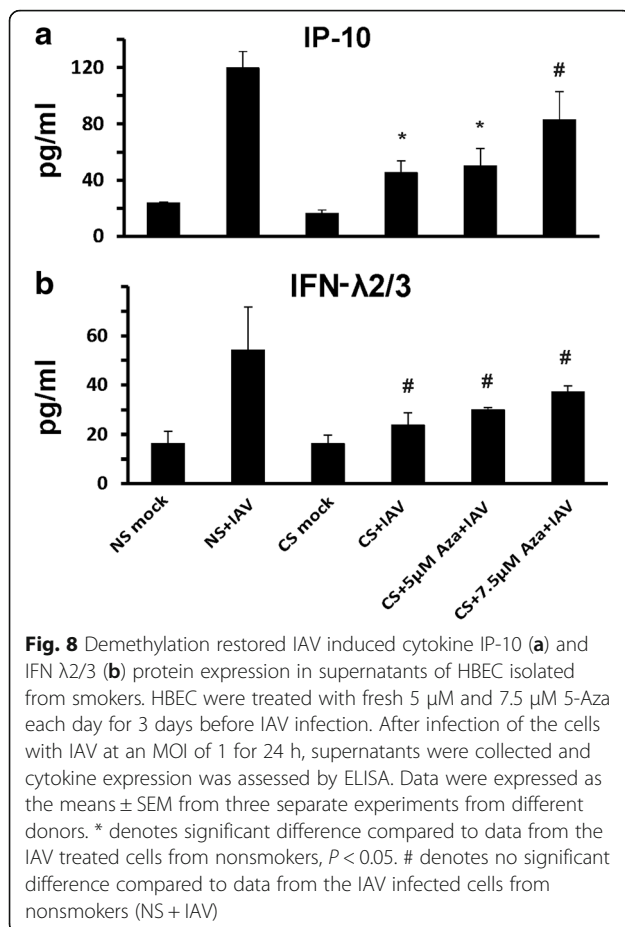 a
IP-10
120
80
40
0
pg/ml
*
*
#
b
IFN-λ2/3
60
40
20
0
pg/ml
#
#
#
NS mock
NS+IAV
CS mock
CS+IAV
CS+5μM Aza+IAV
CS+7.5μM Aza+IAV
Fig. 8 Demethylation restored IAV induced cytokine IP-10 (a) and
IFN λ2/3 (b) protein expression in supernatants of HBEC isolated
from smokers. HBEC were treated with fresh 5 μM and 7.5 μM 5-Aza
each day for 3 days before IAV infection. After infection of the cells
with IAV at an MOI of 1 for 24 h, supernatants were collected and
cytokine expression was assessed by ELISA. Data were expressed as
the means ± SEM from three separate experiments from different
donors. * denotes significant difference compared to data from the
IAV treated cells from nonsmokers, P < 0.05. # denotes no significant
difference compared to data from the IAV infected cells from
nonsmokers (NS + IAV)